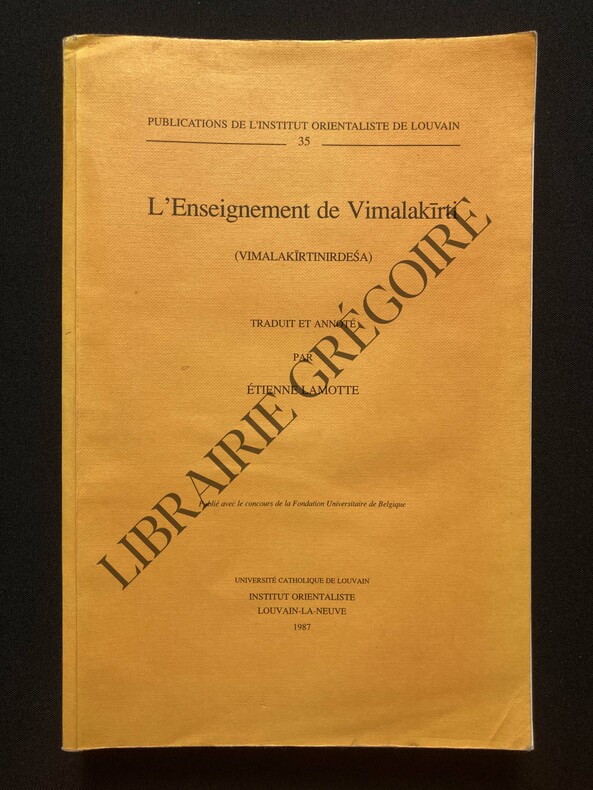 PUBLICATIONS DE L'INSTITUT ORIENTALISTE DE LOUVAIN
35
L'Enseignement de Vimalakīrti
(VIMALAKĪRTINIRDEŚA)
TRADUIT ET ANNOTÉ
PAR
ÉTIENNE LAMOTTE
Publié avec le concours de la Fondation Universitaire de Belgique
UNIVERSITÉ CATHOLIQUE DE LOUVAIN
INSTITUT ORIENTALISTE
LOUVAIN-LA-NEUVE
1987
LIBRAIRIE GRÉGOIRE